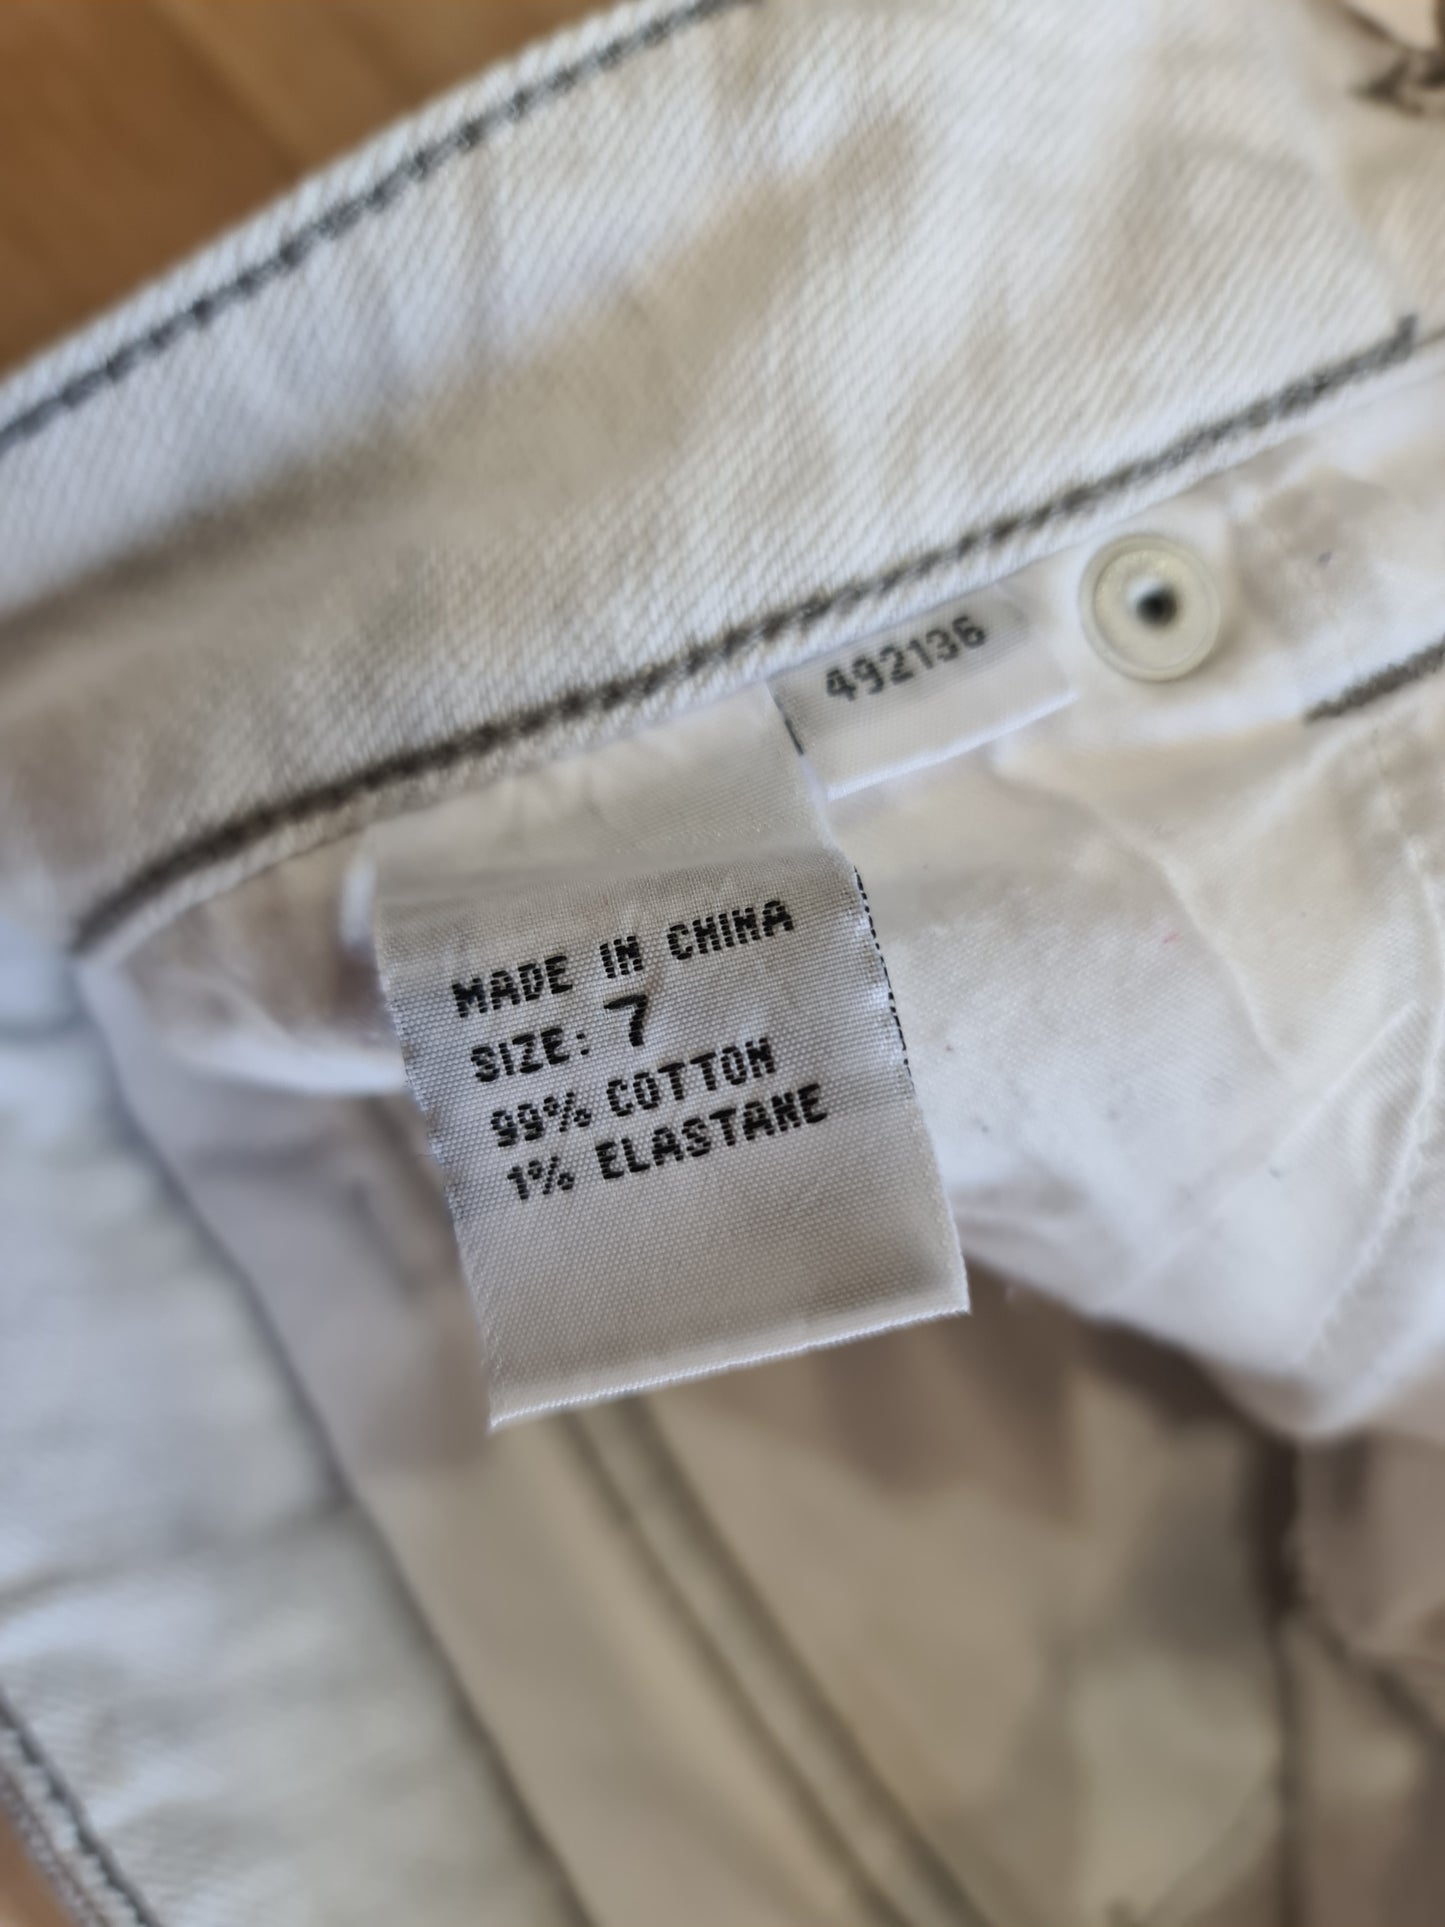 492136
MADE IN CHINA
SIZE: 7
99% COTTON
1% ELASTANE